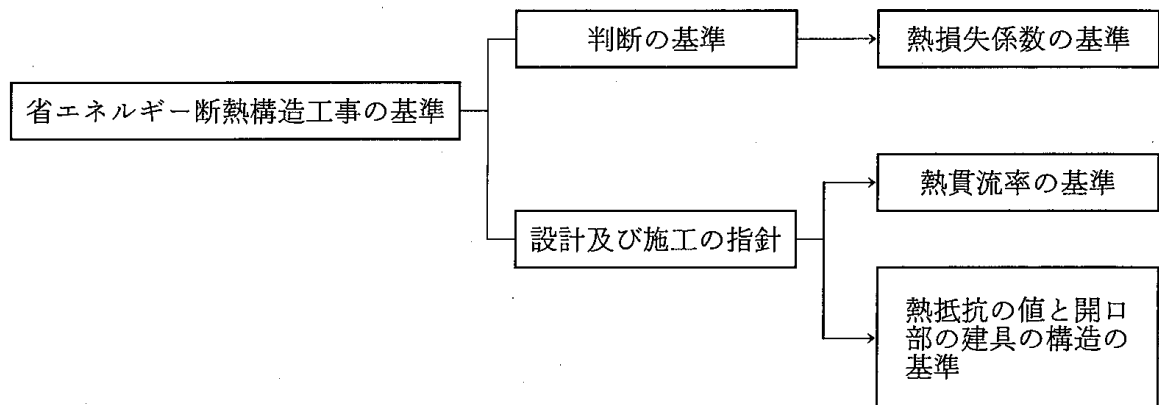 省エネルギー断熱構造工事の基準
判断の基準
熱損失係数の基準
設計及び施工の指針
熱貫流率の基準
熱抵抗の値と開口
部の建具の構造の
基準